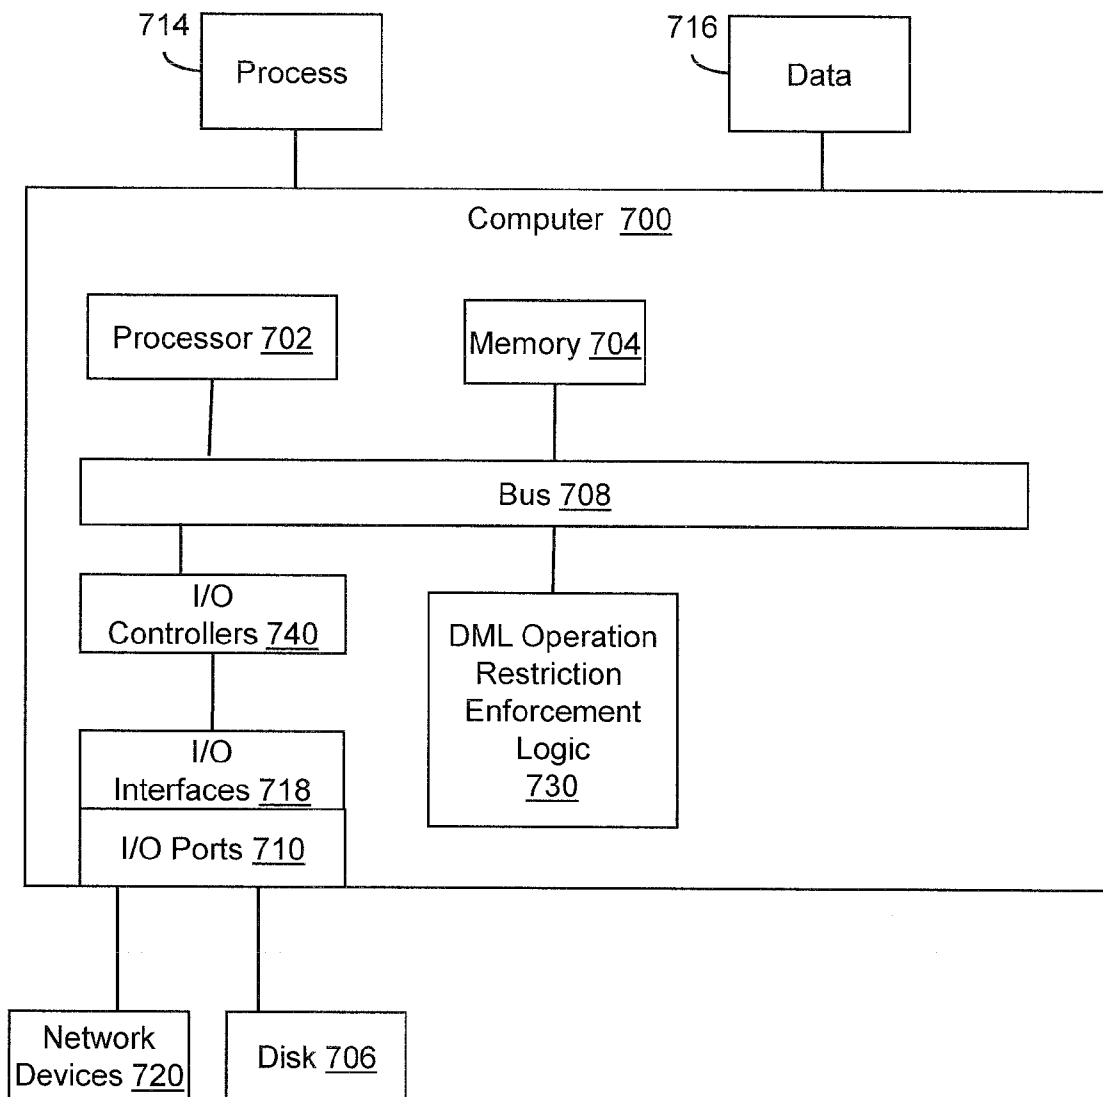 714
Process
716
Data
Computer 700
Processor 702
Memory 704
Bus 708
I/O
Controllers 740
DML Operation
Restriction
Enforcement
Logic
730
I/O
Interfaces 718
I/O Ports 710
Network
Devices 720
Disk 706